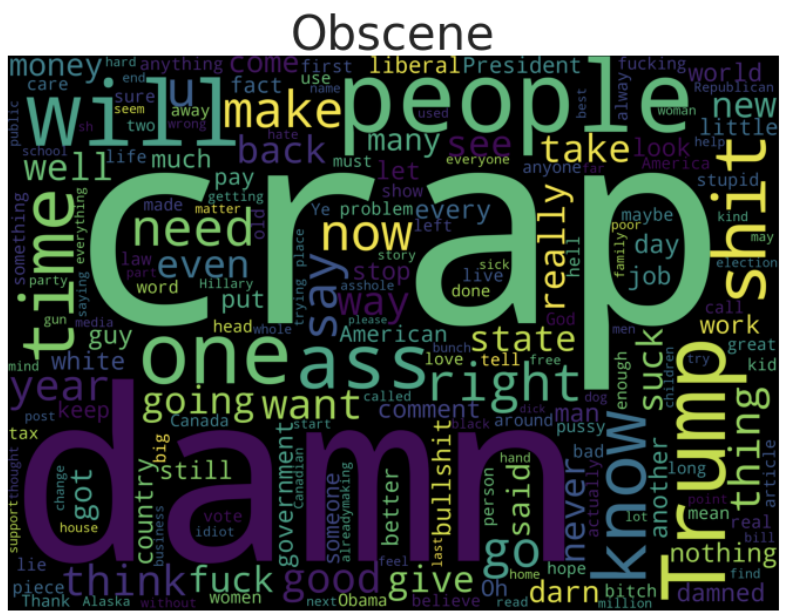 Obscene
money hard anything come first use liberal President alway fucking world
care end sure seem u fact name used best woman Republican new
public sh two away wrong make people many see little
will hate must everyone take look America help
school life much back let anyone far stupid shit
well pay getting show kind
something everything made matter old need crap Ye problem every really poor maybe may
time law part now left hell family day election
party even story sick job
saying word Hillary trying place say stop live
gun put asshole way done God call
media head whole please American state men work
mind guy one ass bunch love tell free enough suck try great
white right called dog children kid
year going want comment man
post keep Canada start black around dick pussy Trump thing
tax thought big damn Canadian hand bad know another long article
support change got still government someone alreadymaking better last bullshit person said never actually lot mean point real
house country business vote idiot feel go nothing bill
lie think fuck good give home hope bitch find
piece women Oh darn million damned
Thank Alaska without next Obama believe read